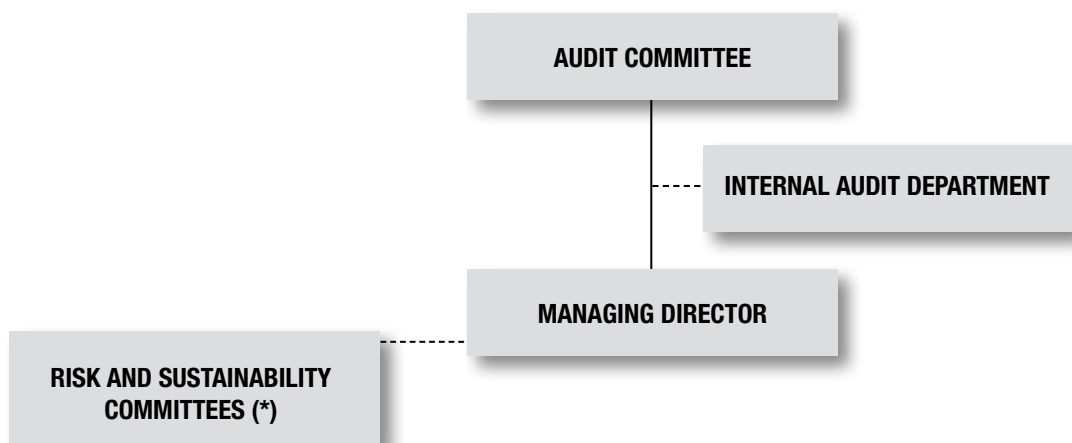 AUDIT COMMITTEE
INTERNAL AUDIT DEPARTMENT
MANAGING DIRECTOR
RISK AND SUSTAINABILITY
COMMITTEES (*)